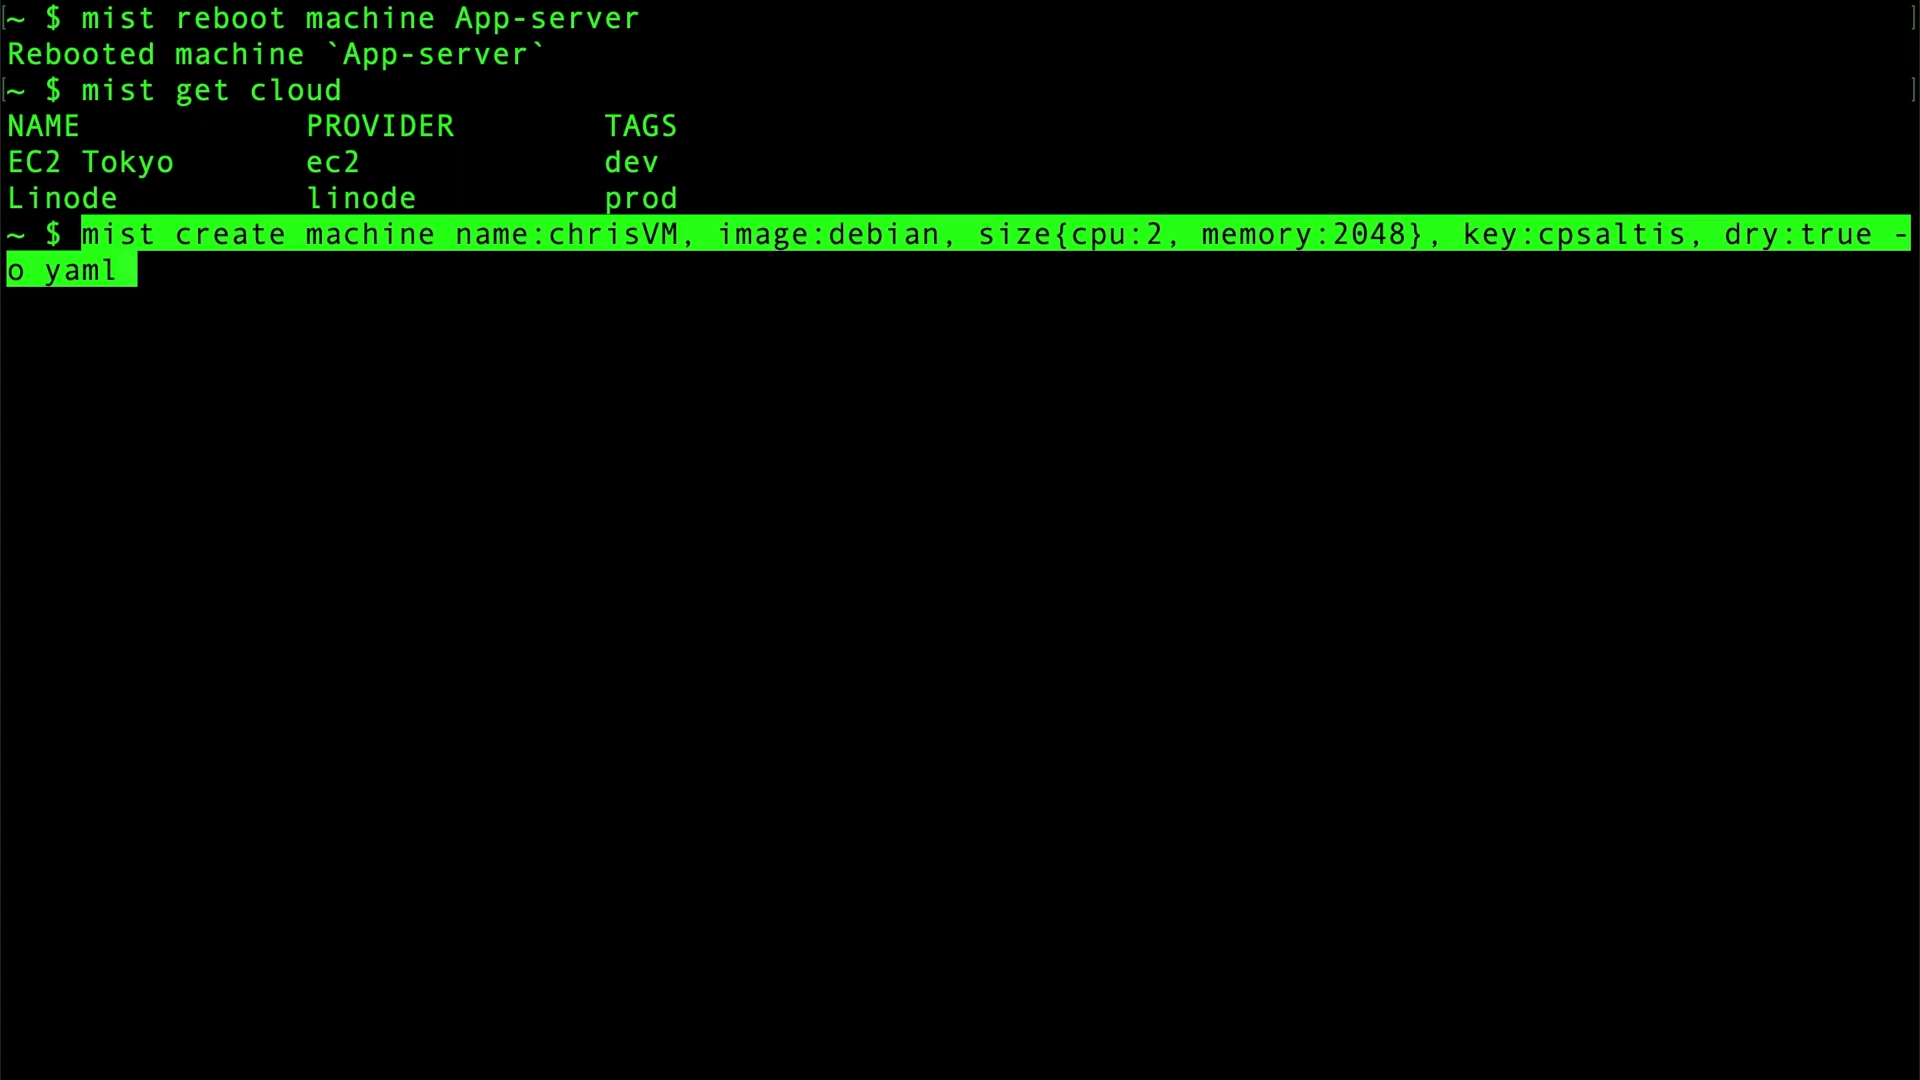 [~ $ mist reboot machine App-server ]
Rebooted machine `App-server`
[~ $ mist get cloud ]
NAME PROVIDER TAGS
EC2 Tokyo ec2 dev
Linode linode prod
~ $ mist create machine name:chrisVM, image:debian, size{cpu:2, memory:2048}, key:cpsaltis, dry:true -
o yaml